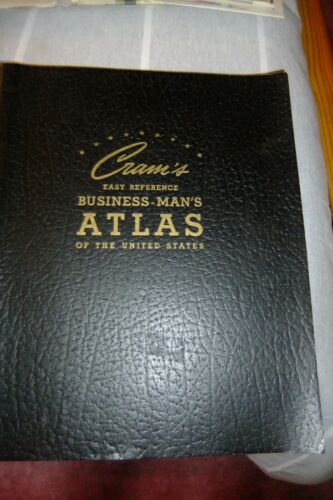 Cram's
EASY REFERENCE
BUSINESS-MAN'S
ATLAS
OF THE UNITED STATES